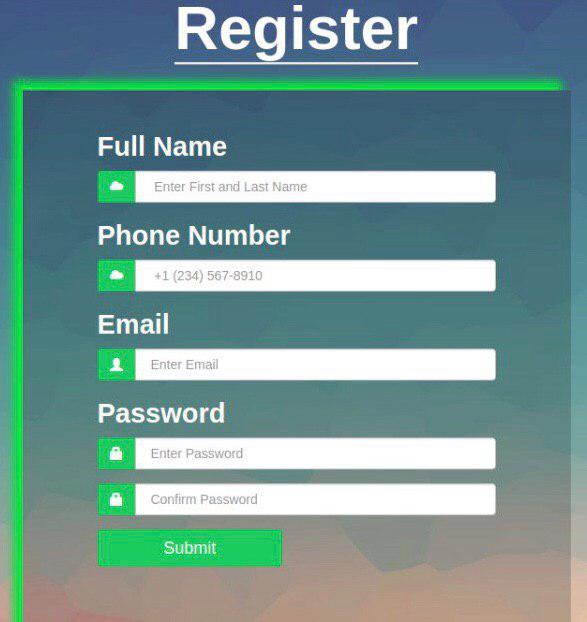 Register
Full Name
Enter First and Last Name
Phone Number
+1 (234) 567-8910
Email
Enter Email
Password
Enter Password
Confirm Password
Submit